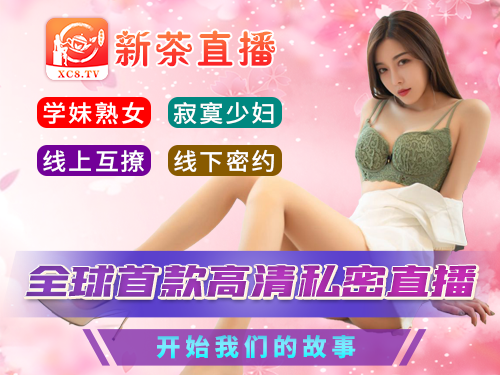 新茶直播
XC8.TV
学妹熟女
寂寞少妇
线上互撩
线下密约
全球首款高清私密直播
开始我们的故事